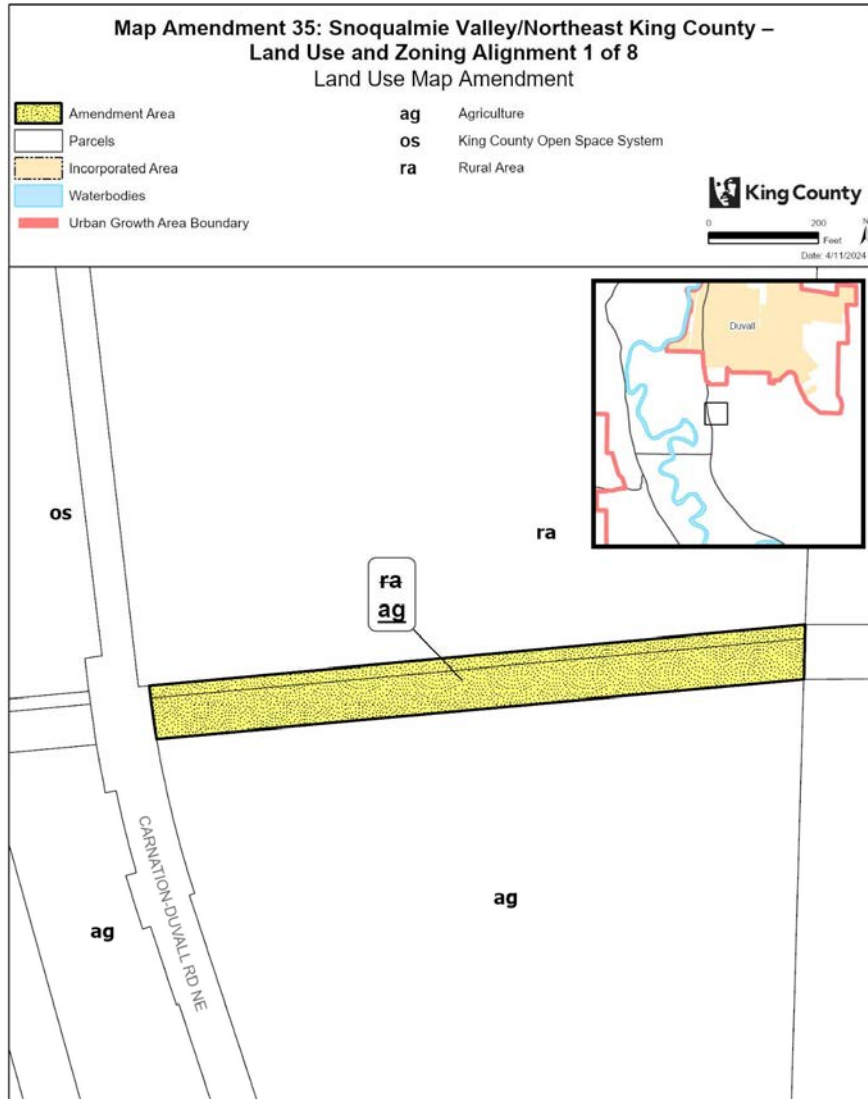 Map Amendment 35: Snoqualmie Valley/Northeast King County –
Land Use and Zoning Alignment 1 of 8
Land Use Map Amendment
Amendment Area
Parcels
Incorporated Area
Waterbodies
Urban Growth Area Boundary
ag Agriculture
os King County Open Space System
ra Rural Area
King County
0 200
Feet
N
Date: 4/11/2024
Duvall
os
ra
ra
ag
CARNATION-DUVALL RD NE
ag
ag